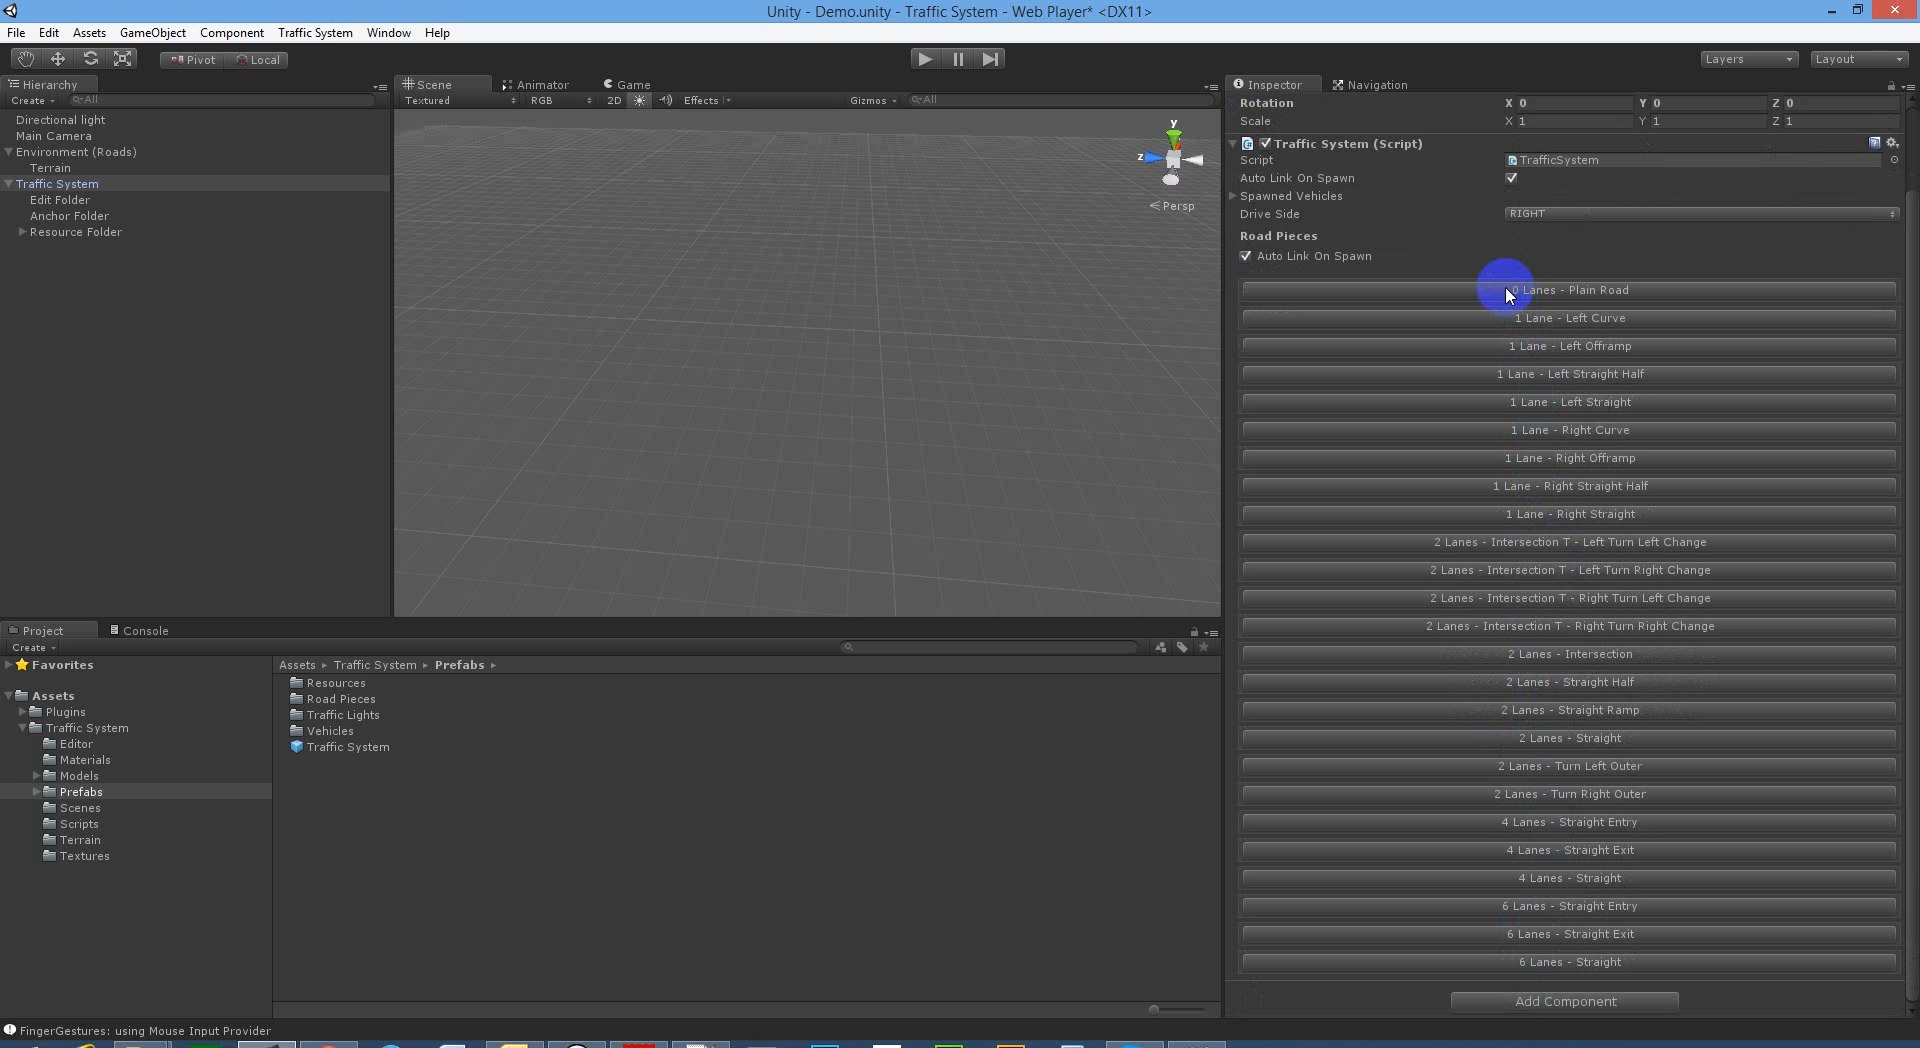 Unity - Demo.unity - Traffic System - Web Player* <DX11>
File Edit Assets GameObject Component Traffic System Window Help
Pivot Local
Layers Layout
Hierarchy
Create All
Directional light
Main Camera
Environment (Roads)
Terrain
Traffic System
Edit Folder
Anchor Folder
Resource Folder
Scene Animator Game
Textured RGB 2D Effects Gizmos All
y
z
Persp
Inspector Navigation
Rotation X 0 Y 0 Z 0
Scale X 1 Y 1 Z 1
Traffic System (Script)
Script TrafficSystem
Auto Link On Spawn
Spawned Vehicles
Drive Side RIGHT
Road Pieces
Auto Link On Spawn
0 Lanes - Plain Road
1 Lane - Left Curve
1 Lane - Left Offramp
1 Lane - Left Straight Half
1 Lane - Left Straight
1 Lane - Right Curve
1 Lane - Right Offramp
1 Lane - Right Straight Half
1 Lane - Right Straight
2 Lanes - Intersection T - Left Turn Left Change
2 Lanes - Intersection T - Left Turn Right Change
2 Lanes - Intersection T - Right Turn Left Change
2 Lanes - Intersection T - Right Turn Right Change
2 Lanes - Intersection
2 Lanes - Straight Half
2 Lanes - Straight Ramp
2 Lanes - Straight
2 Lanes - Turn Left Outer
2 Lanes - Turn Right Outer
4 Lanes - Straight Entry
4 Lanes - Straight Exit
4 Lanes - Straight
6 Lanes - Straight Entry
6 Lanes - Straight Exit
6 Lanes - Straight
Add Component
Project Console
Create
Favorites
Assets
Plugins
Traffic System
Editor
Materials
Models
Prefabs
Scenes
Scripts
Terrain
Textures
Assets Traffic System Prefabs
Resources
Road Pieces
Traffic Lights
Vehicles
Traffic System
FingerGestures: using Mouse Input Provider